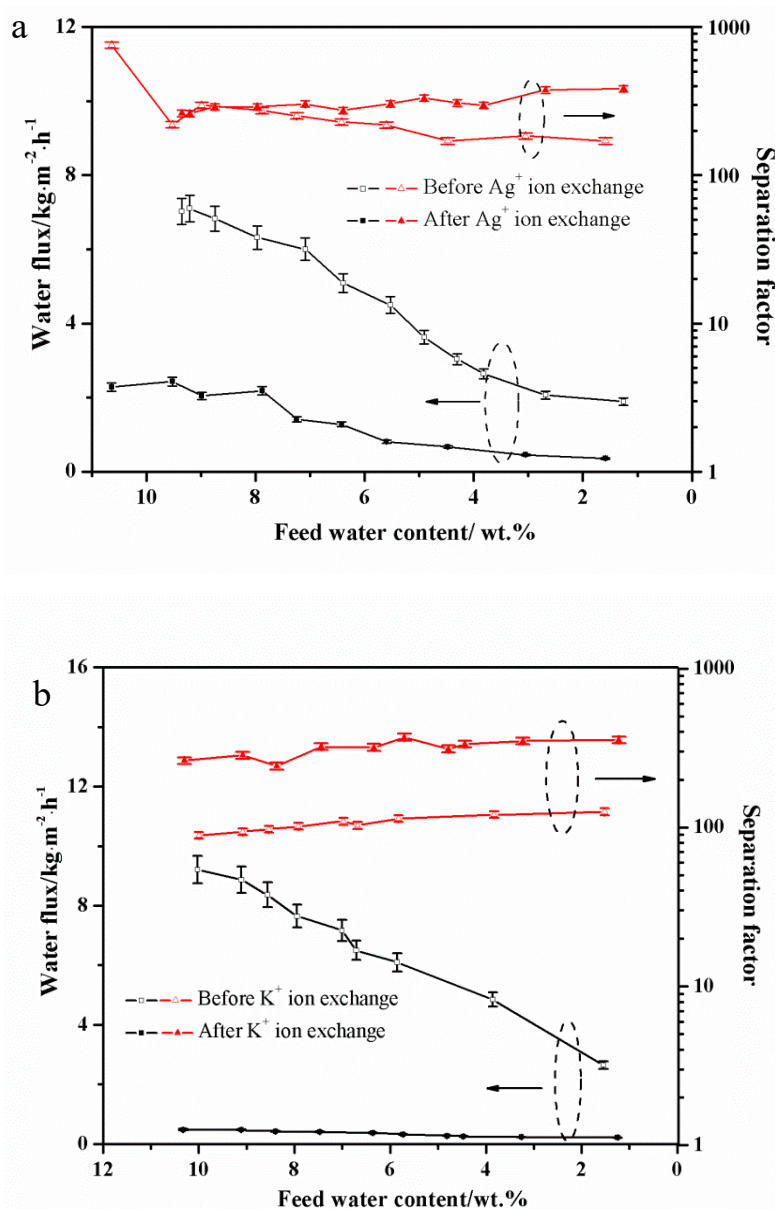 a
12
8
4
0
Water flux/kg·m⁻²·h⁻¹
1000
100
10
1
Separation factor
Before Ag⁺ ion exchange
After Ag⁺ ion exchange
10 8 6 4 2 0
Feed water content/ wt.%
b
16
12
8
4
0
Water flux/kg·m⁻²·h⁻¹
1000
100
10
1
Separation factor
Before K⁺ ion exchange
After K⁺ ion exchange
12 10 8 6 4 2 0
Feed water content/wt.%